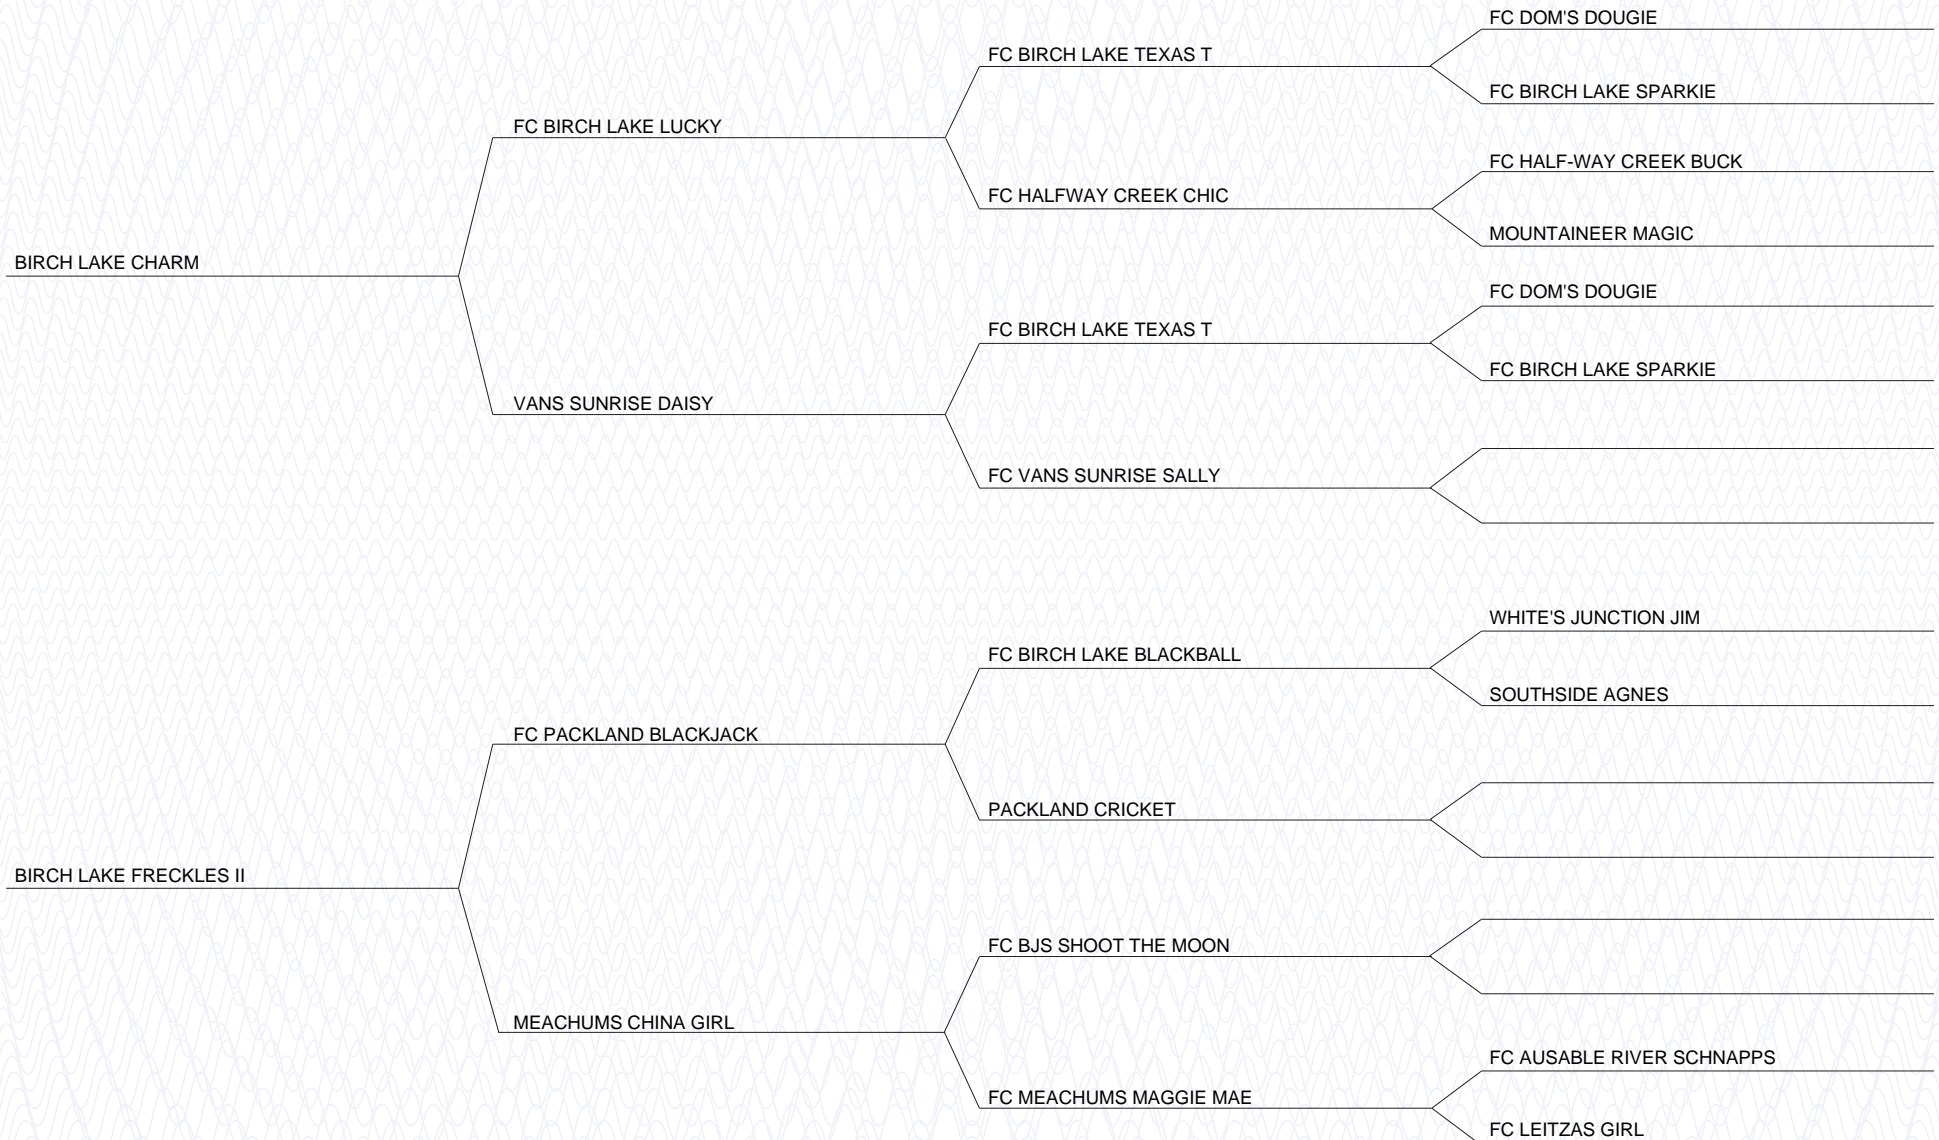 FC DOM'S DOUGIE
FC BIRCH LAKE TEXAS T
FC BIRCH LAKE SPARKIE
FC BIRCH LAKE LUCKY
FC HALF-WAY CREEK BUCK
FC HALFWAY CREEK CHIC
MOUNTAINEER MAGIC
BIRCH LAKE CHARM
FC DOM'S DOUGIE
FC BIRCH LAKE TEXAS T
FC BIRCH LAKE SPARKIE
VANS SUNRISE DAISY
FC VANS SUNRISE SALLY
WHITE'S JUNCTION JIM
FC BIRCH LAKE BLACKBALL
SOUTHSIDE AGNES
FC PACKLAND BLACKJACK
PACKLAND CRICKET
BIRCH LAKE FRECKLES II
FC BJS SHOOT THE MOON
MEACHUMS CHINA GIRL
FC AUSABLE RIVER SCHNAPPS
FC MEACHUMS MAGGIE MAE
FC LEITZAS GIRL